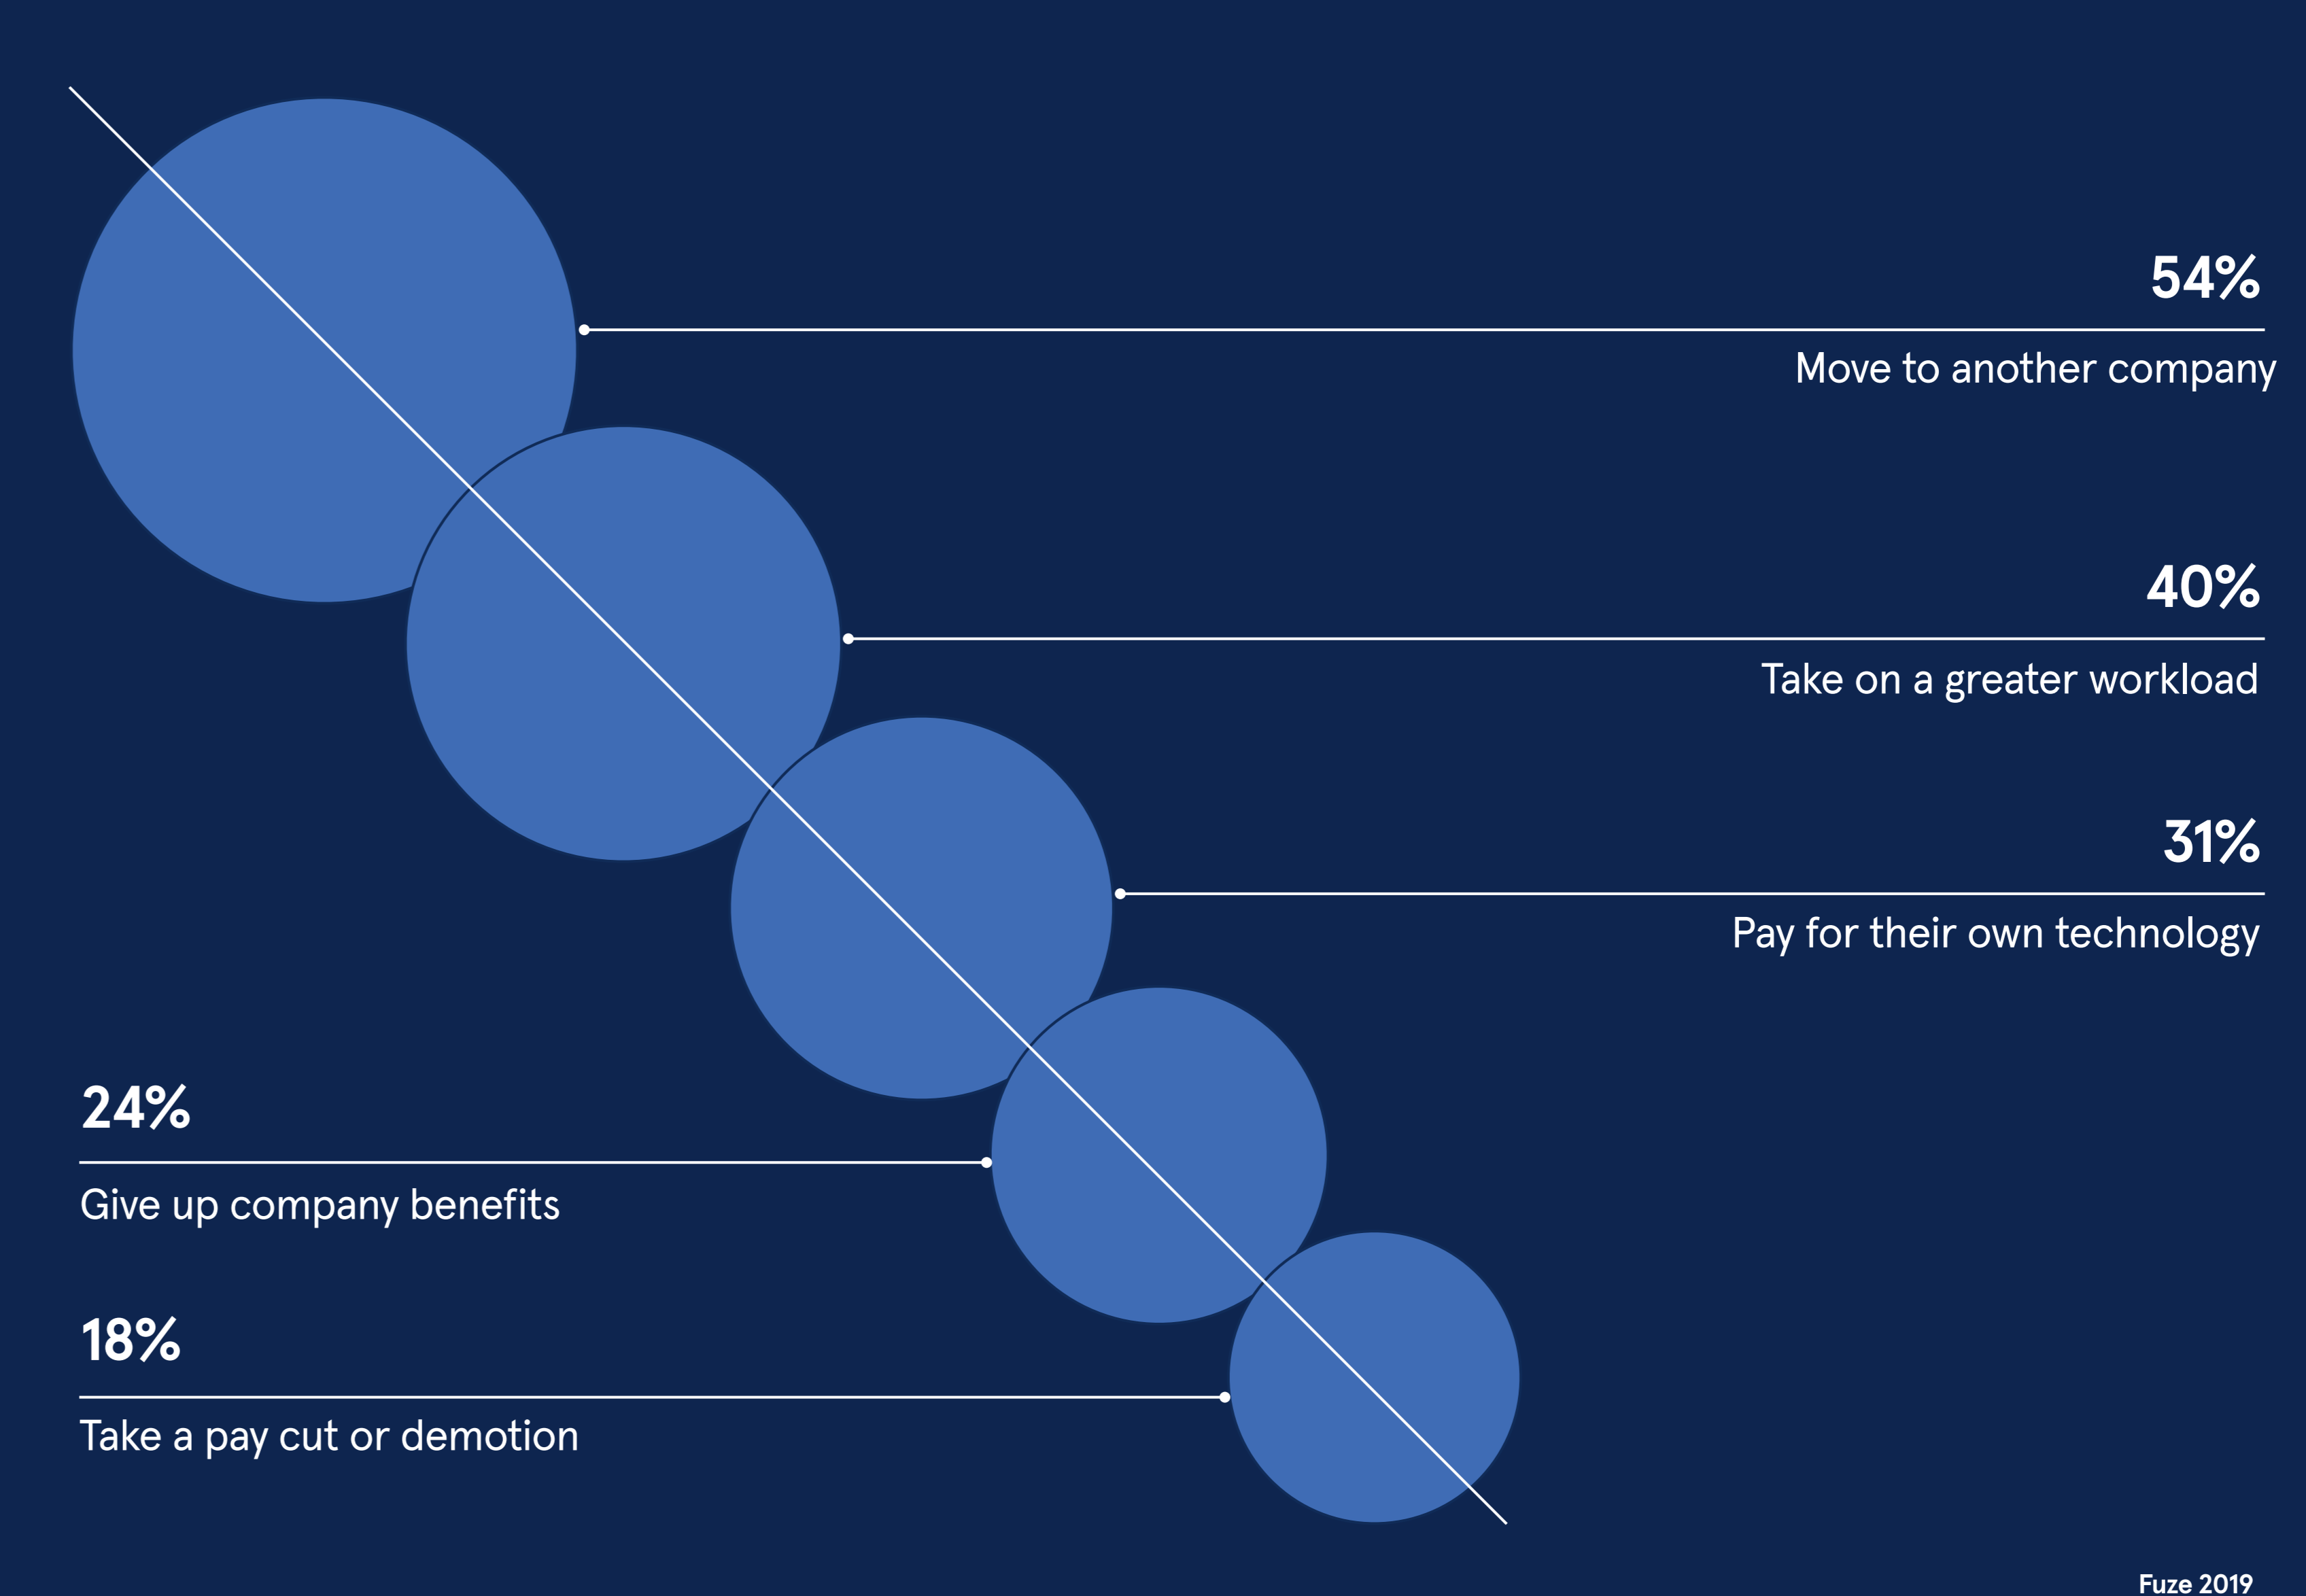 54%
Move to another company
40%
Take on a greater workload
31%
Pay for their own technology
24%
Give up company benefits
18%
Take a pay cut or demotion
Fuze 2019